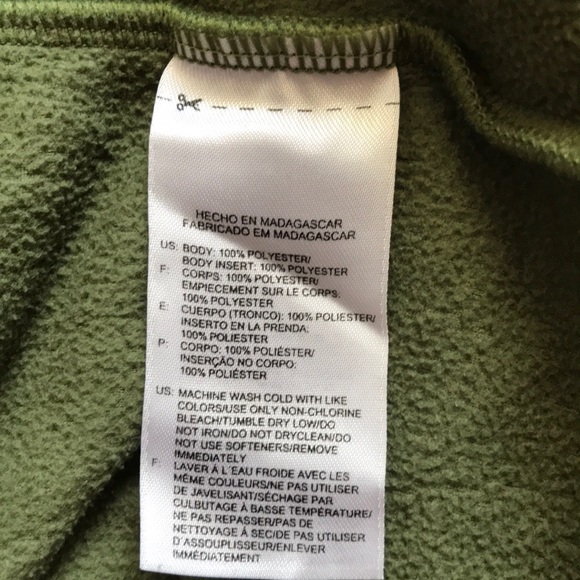 HECHO EN MADAGASCAR
FABRICADO EM MADAGASCAR
US: BODY: 100% POLYESTER/
BODY INSERT: 100% POLYESTER
F: CORPS: 100% POLYESTER/
EMPIECEMENT SUR LE CORPS:
100% POLYESTER
E: CUERPO (TRONCO): 100% POLIESTER/
INSERTO EN LA PRENDA:
100% POLIESTER
P: CORPO: 100% POLIÉSTER/
INSERÇÃO NO CORPO:
100% POLIÉSTER
US: MACHINE WASH COLD WITH LIKE
COLORS/USE ONLY NON-CHLORINE
BLEACH/TUMBLE DRY LOW/DO
NOT IRON/DO NOT DRYCLEAN/DO
NOT USE SOFTENERS/REMOVE
IMMEDIATELY
F: LAVER À L´EAU FROIDE AVEC LES
MÊME COULEURS/NE PAS UTILISER
DE JAVELISANT/SÉCHAGE PAR
CULBUTAGE À BASSE TEMPÉRATURE/
NE PAS REPASSER/PAS DE
NETTOYAGE À SEC/DE PAS UTILISER
D´ASSOUPLISSEUR/ENLEVER
IMMÉDIATEMENT